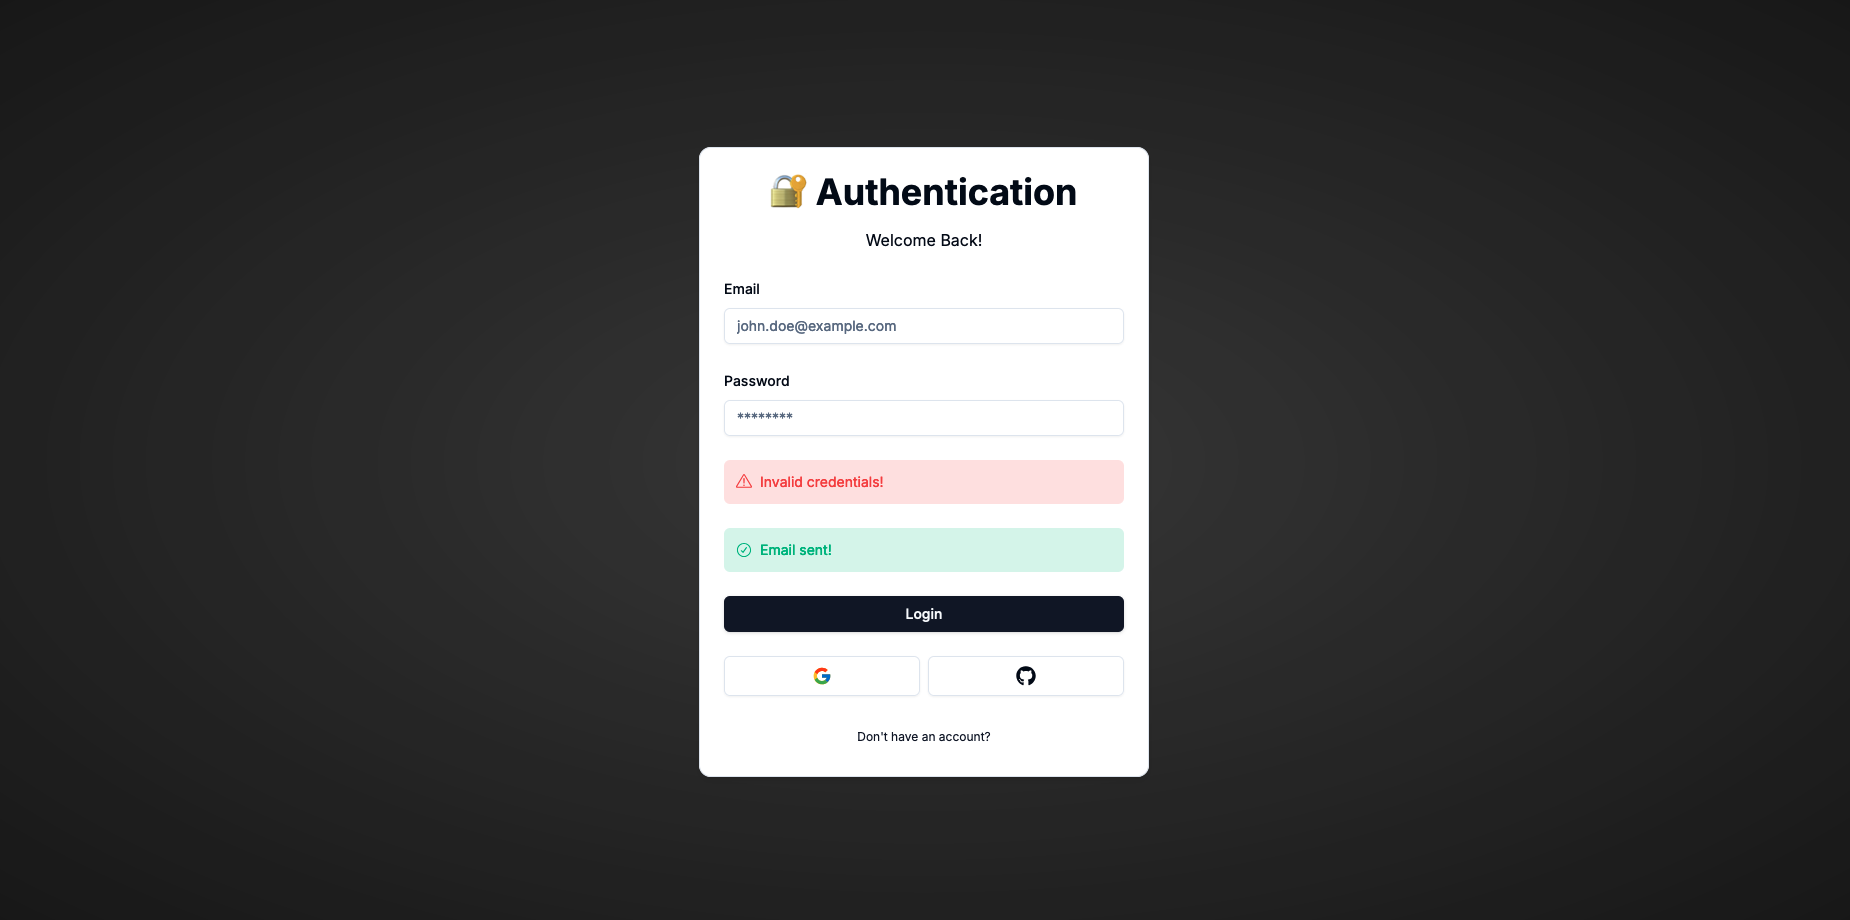 🔐 Authentication
Welcome Back!
Email
john.doe@example.com
Password
********
Invalid credentials!
Email sent!
Login
Don't have an account?